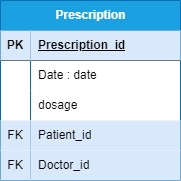 Prescription
PK Prescription_id
Date : date
dosage
FK Patient_id
FK Doctor_id